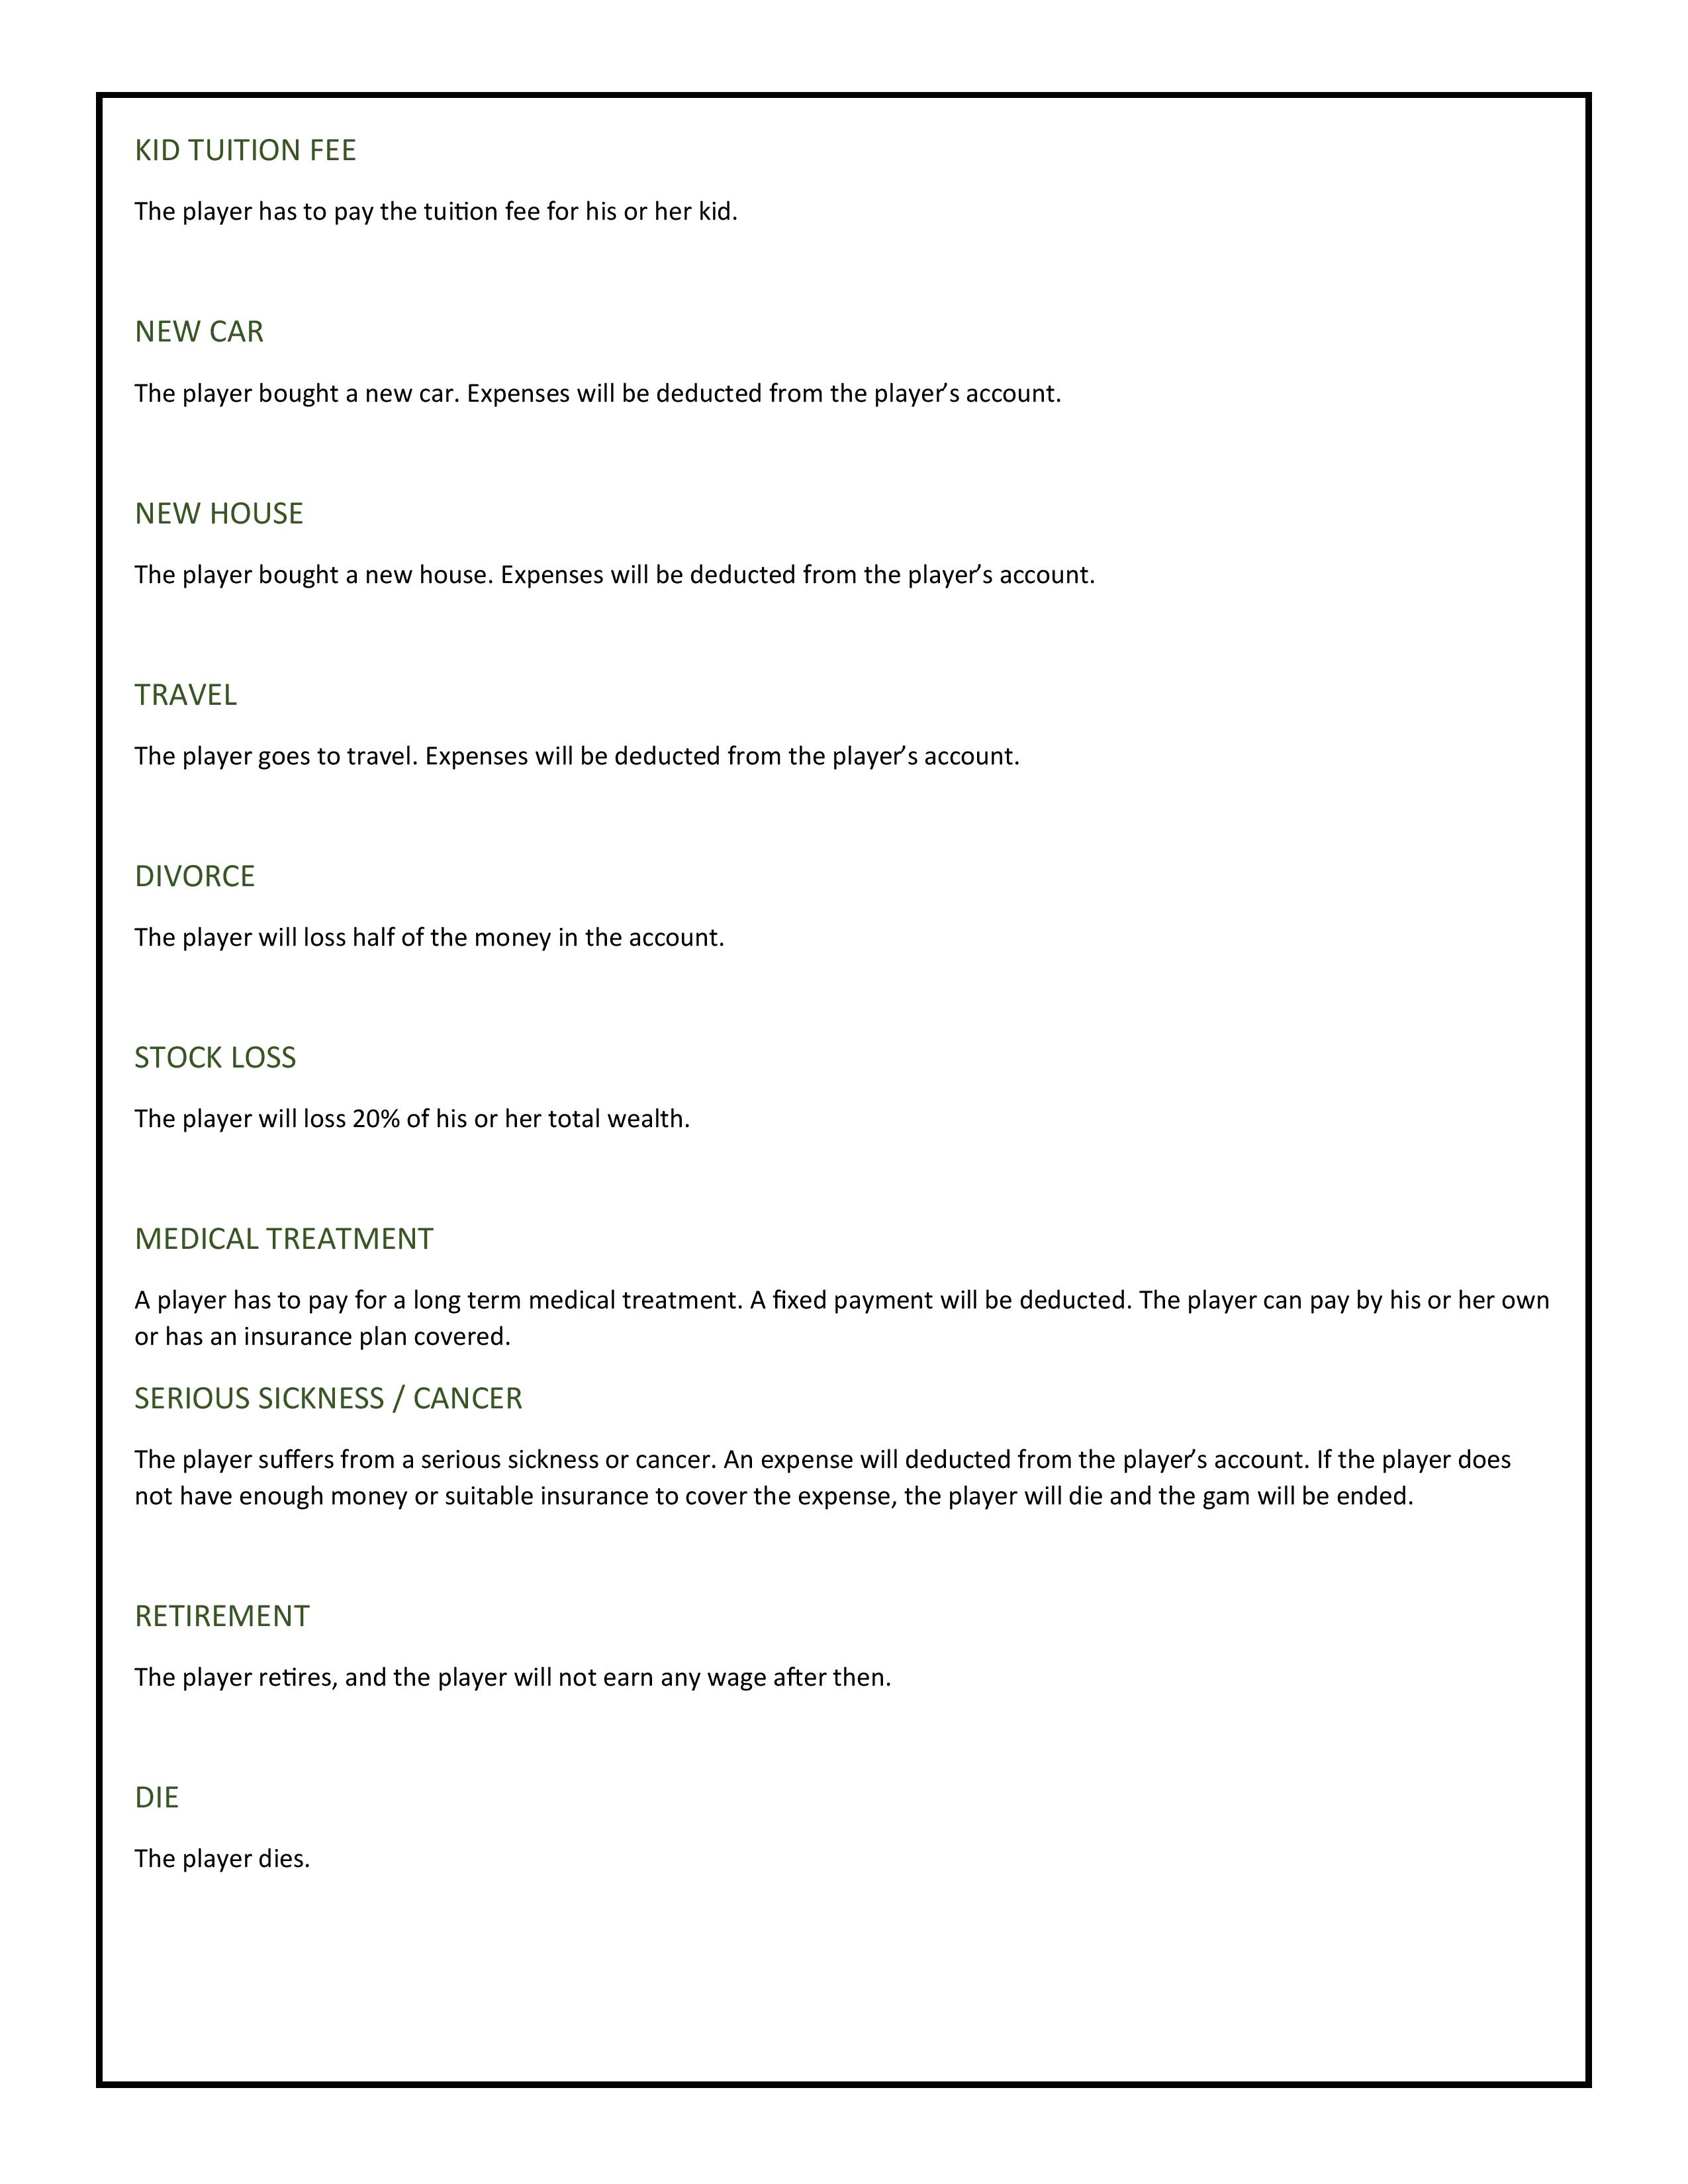 KID TUITION FEE
The player has to pay the tuition fee for his or her kid.
NEW CAR
The player bought a new car. Expenses will be deducted from the player’s account.
NEW HOUSE
The player bought a new house. Expenses will be deducted from the player’s account.
TRAVEL
The player goes to travel. Expenses will be deducted from the player’s account.
DIVORCE
The player will loss half of the money in the account.
STOCK LOSS
The player will loss 20% of his or her total wealth.
MEDICAL TREATMENT
A player has to pay for a long term medical treatment. A fixed payment will be deducted. The player can pay by his or her own
or has an insurance plan covered.
SERIOUS SICKNESS / CANCER
The player suffers from a serious sickness or cancer. An expense will deducted from the player’s account. If the player does
not have enough money or suitable insurance to cover the expense, the player will die and the gam will be ended.
RETIREMENT
The player retires, and the player will not earn any wage after then.
DIE
The player dies.